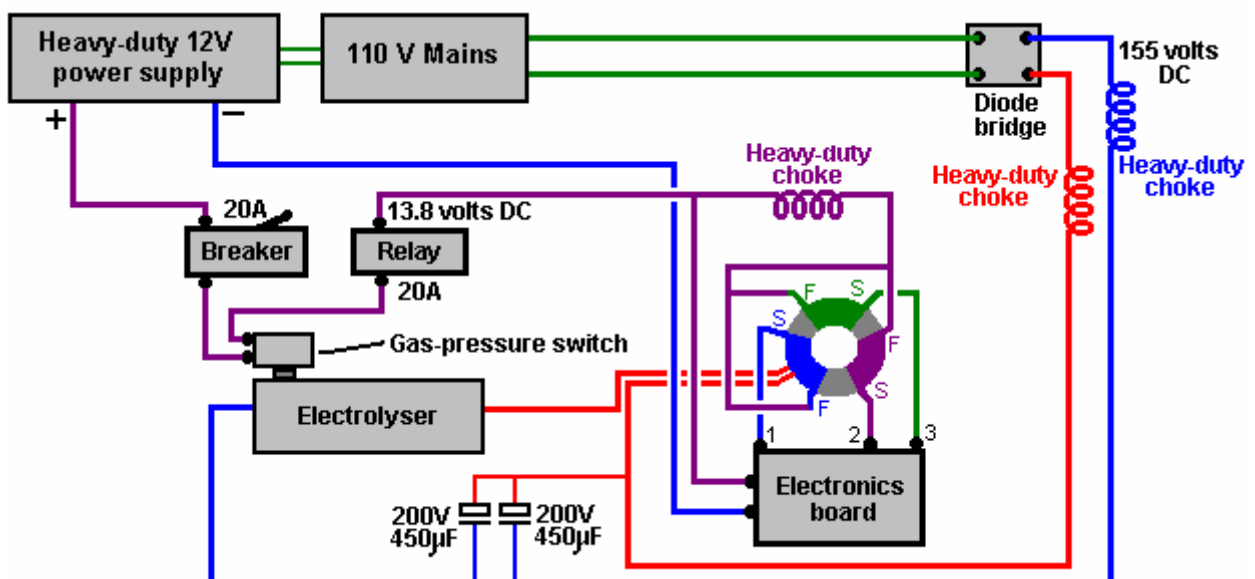 Heavy-duty 12V
power supply
110 V Mains
155 volts
DC
Diode
bridge
+
−
Heavy-duty
choke
Heavy-duty
choke
Heavy-duty
choke
20A
13.8 volts DC
Breaker
Relay
20A
F
S
S
F
S
F
Gas-pressure switch
Electrolyser
1
2
3
Electronics
board
200V
450µF
200V
450µF